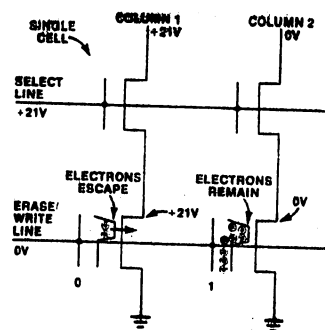 COLUMN 1
+21V
COLUMN 2
0V
SINGLE
CELL
SELECT
LINE
+21V
ELECTRONS
ESCAPE
ELECTRONS
REMAIN
+21V
0V
ERASE/
WRITE
LINE
0V
0
1